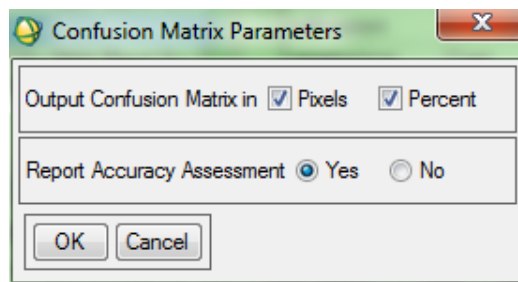 Confusion Matrix Parameters
Output Confusion Matrix in Pixels Percent
Report Accuracy Assessment Yes No
OK Cancel